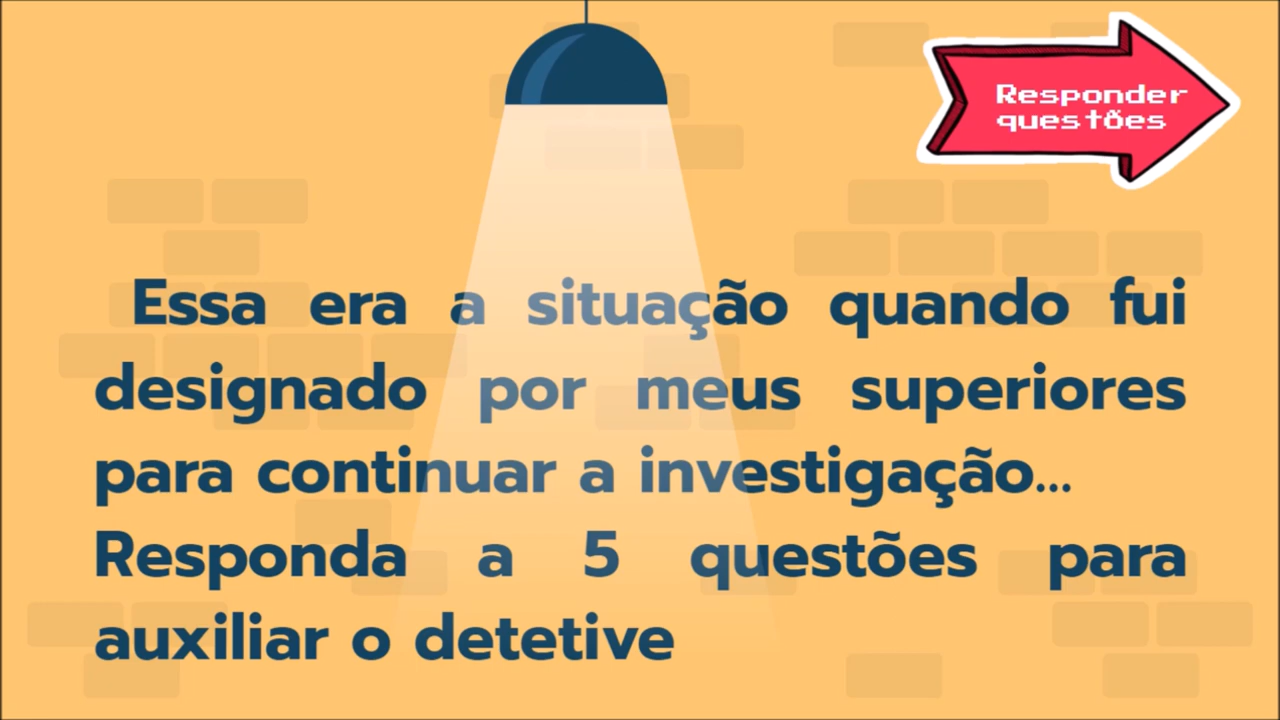 Responder
questões
Essa era a situação quando fui
designado por meus superiores
para continuar a investigação...
Responda a 5 questões para
auxiliar o detetive